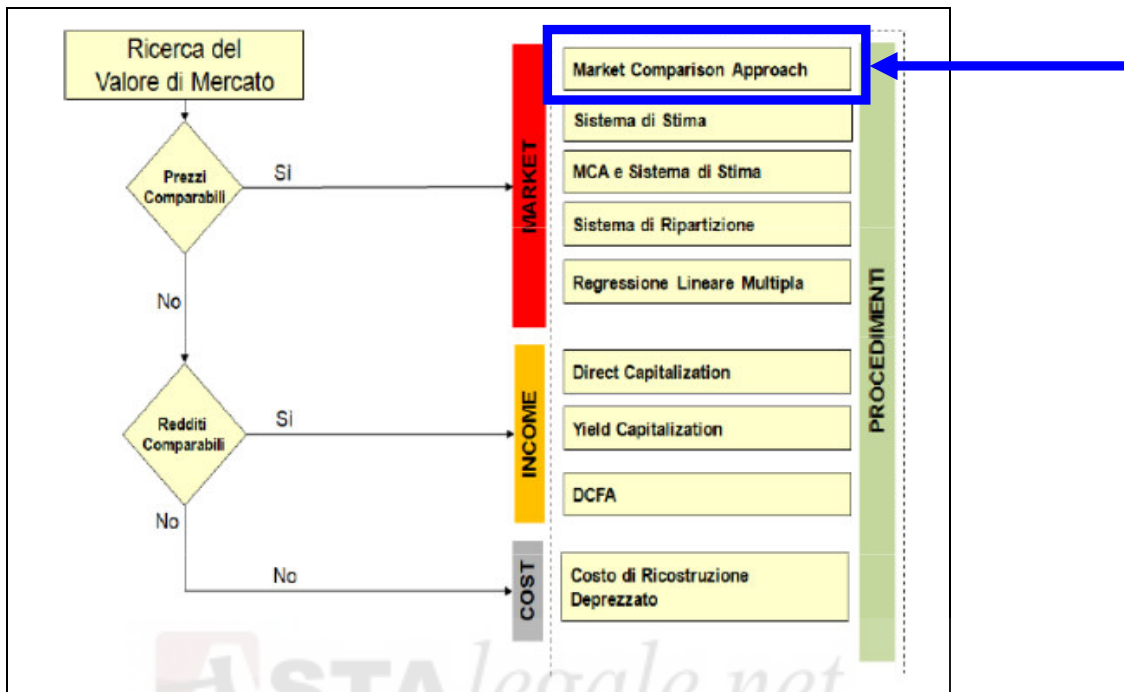 Ricerca del
Valore di Mercato
Prezzi
Comparabili
Si
No
Redditi
Comparabili
Si
No
No
MARKET
Market Comparison Approach
Sistema di Stima
MCA e Sistema di Stima
Sistema di Ripartizione
Regressione Lineare Multipla
INCOME
Direct Capitalization
Yield Capitalization
DCFA
COST
Costo di Ricostruzione
Deprezzato
PROCEDIMENTI
ASTAlegale.net